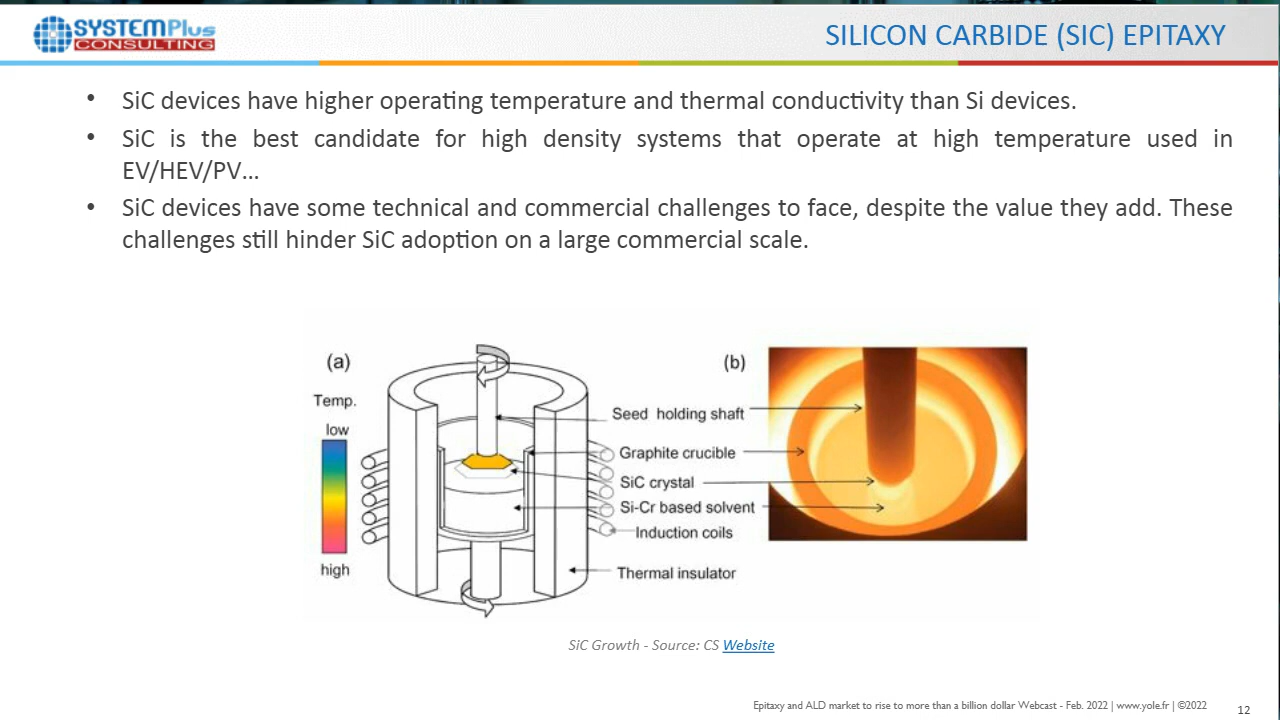 SYSTEMPlus
CONSULTING
SILICON CARBIDE (SIC) EPITAXY
• SiC devices have higher operating temperature and thermal conductivity than Si devices.
• SiC is the best candidate for high density systems that operate at high temperature used in
EV/HEV/PV...
• SiC devices have some technical and commercial challenges to face, despite the value they add. These
challenges still hinder SiC adoption on a large commercial scale.
(a)
(b)
Temp.
low
high
Seed holding shaft
Graphite crucible
SiC crystal
Si-Cr based solvent
Induction coils
Thermal insulator
SiC Growth - Source: CS Website
Epitaxy and ALD market to rise to more than a billion dollar Webcast - Feb. 2022 | www.yole.fr | ©2022
12